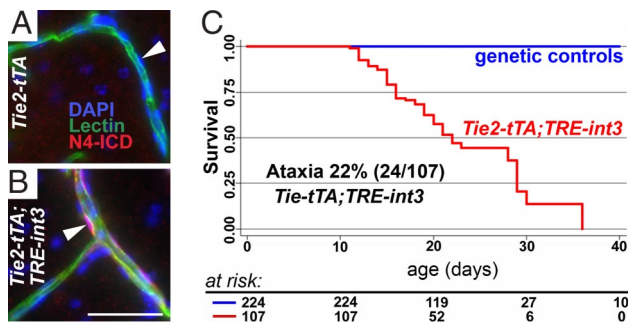 A
Tie2-tTA
DAPI
Lectin
N4-ICD
B
Tie2-tTA;
TRE-int3
C
Survival
1.00
0.75
0.50
0.25
0.00
genetic controls
Tie2-tTA;TRE-int3
Ataxia 22% (24/107)
Tie-tTA;TRE-int3
0 10 20 30 40
age (days)
at risk:
224 224 119 27 10
107 107 52 6 0